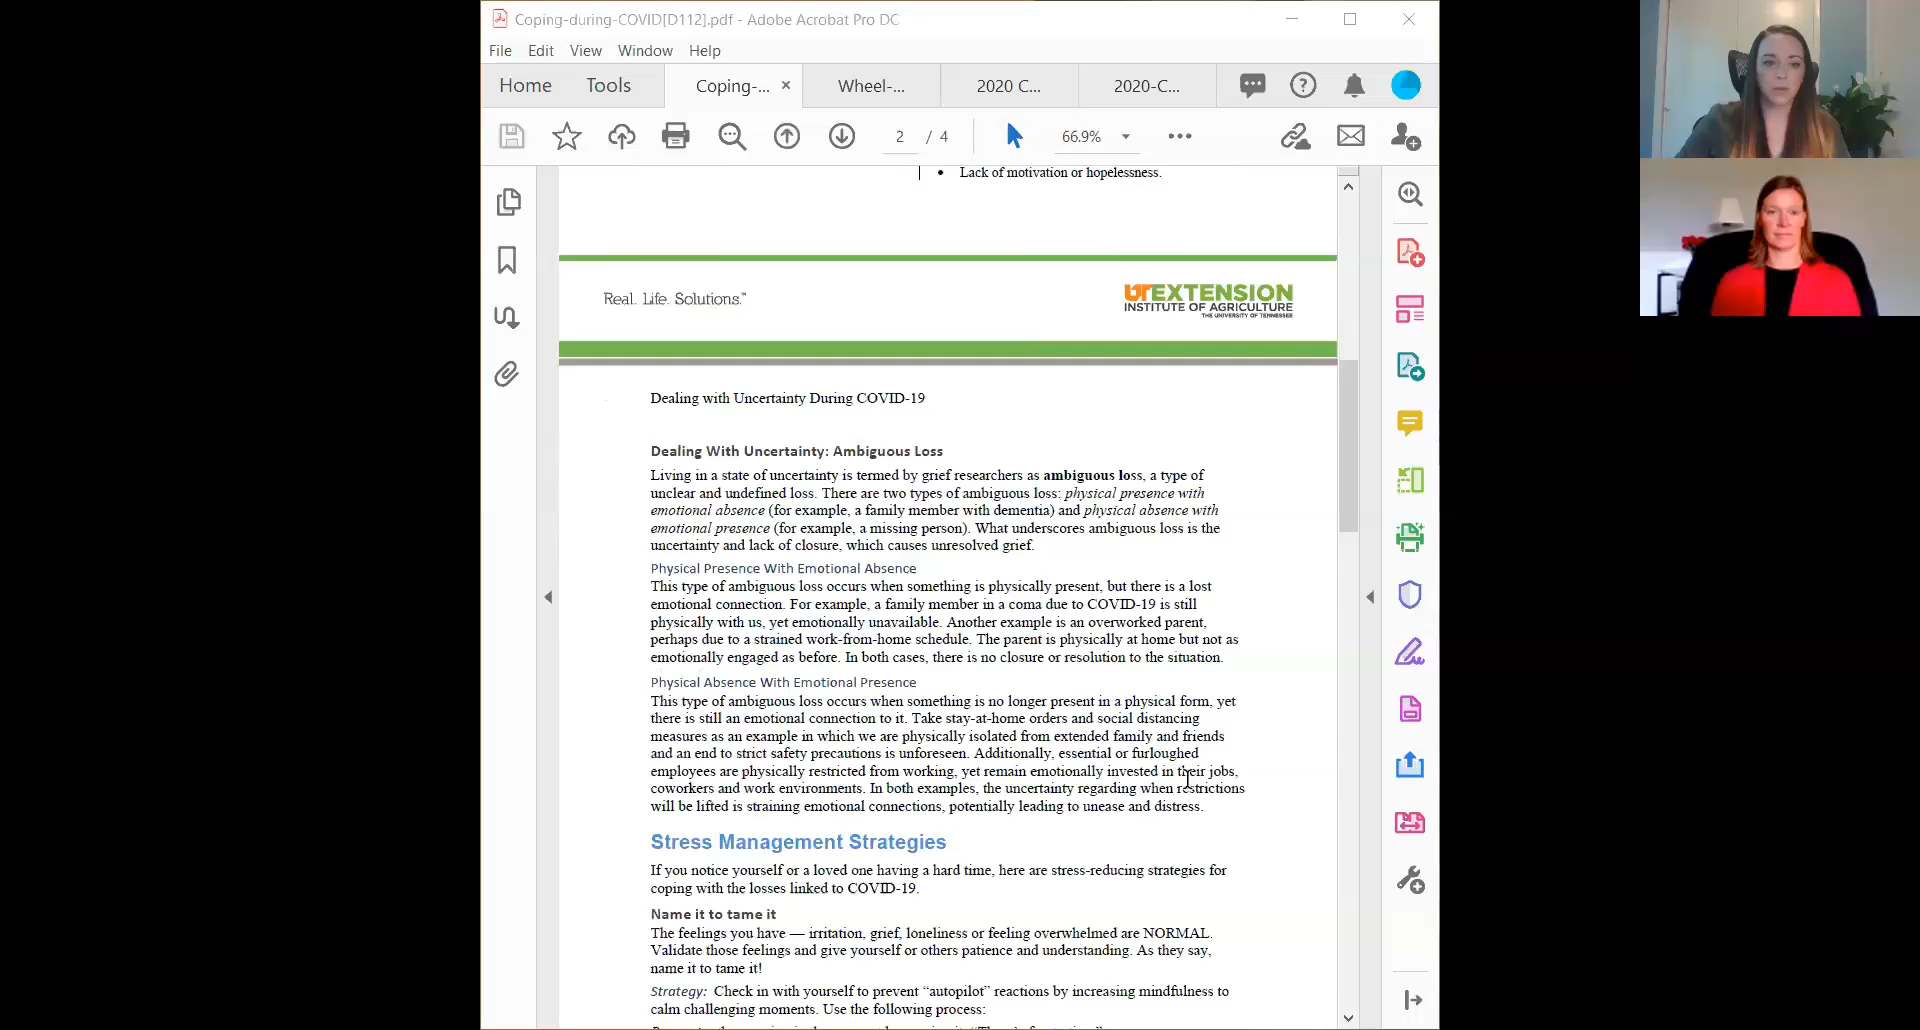 Coping-during-COVID[D112].pdf - Adobe Acrobat Pro DC
File Edit View Window Help
Home Tools Coping-... × Wheel-... 2020 C... 2020-C...
2 / 4 66.9%
• Lack of motivation or hopelessness.
Real. Life. Solutions.™
UT EXTENSION
INSTITUTE OF AGRICULTURE
THE UNIVERSITY OF TENNESSEE
Dealing with Uncertainty During COVID-19
Dealing With Uncertainty: Ambiguous Loss
Living in a state of uncertainty is termed by grief researchers as ambiguous loss, a type of
unclear and undefined loss. There are two types of ambiguous loss: physical presence with
emotional absence (for example, a family member with dementia) and physical absence with
emotional presence (for example, a missing person). What underscores ambiguous loss is the
uncertainty and lack of closure, which causes unresolved grief.
Physical Presence With Emotional Absence
This type of ambiguous loss occurs when something is physically present, but there is a lost
emotional connection. For example, a family member in a coma due to COVID-19 is still
physically with us, yet emotionally unavailable. Another example is an overworked parent,
perhaps due to a strained work-from-home schedule. The parent is physically at home but not as
emotionally engaged as before. In both cases, there is no closure or resolution to the situation.
Physical Absence With Emotional Presence
This type of ambiguous loss occurs when something is no longer present in a physical form, yet
there is still an emotional connection to it. Take stay-at-home orders and social distancing
measures as an example in which we are physically isolated from extended family and friends
and an end to strict safety precautions is unforeseen. Additionally, essential or furloughed
employees are physically restricted from working, yet remain emotionally invested in their jobs,
coworkers and work environments. In both examples, the uncertainty regarding when restrictions
will be lifted is straining emotional connections, potentially leading to unease and distress.
Stress Management Strategies
If you notice yourself or a loved one having a hard time, here are stress-reducing strategies for
coping with the losses linked to COVID-19.
Name it to tame it
The feelings you have — irritation, grief, loneliness or feeling overwhelmed are NORMAL.
Validate those feelings and give yourself or others patience and understanding. As they say,
name it to tame it!
Strategy: Check in with yourself to prevent “autopilot” reactions by increasing mindfulness to
calm challenging moments. Use the following process: